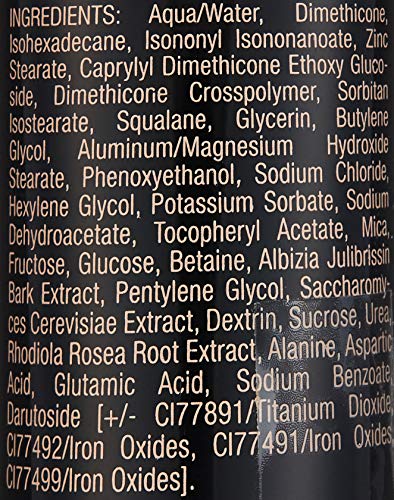 INGREDIENTS: Aqua/Water, Dimethicone,
Isohexadecane, Isononyl Isononanoate, Zinc
Stearate, Caprylyl Dimethicone Ethoxy Gluco-
side, Dimethicone Crosspolymer, Sorbitan
Isostearate, Squalane, Glycerin, Butylene
Glycol, Aluminum/Magnesium Hydroxide
Stearate, Phenoxyethanol, Sodium Chloride,
Hexylene Glycol, Potassium Sorbate, Sodium
Dehydroacetate, Tocopheryl Acetate, Mica,
Fructose, Glucose, Betaine, Albizia Julibrissin
Bark Extract, Pentylene Glycol, Saccharomy-
ces Cerevisiae Extract, Dextrin, Sucrose, Urea,
Rhodiola Rosea Root Extract, Alanine, Aspartic
Acid, Glutamic Acid, Sodium Benzoate,
Darutoside [+/- CI77891/Titanium Dioxide,
CI77492/Iron Oxides, CI77491/Iron Oxides
CI77499/Iron Oxides].